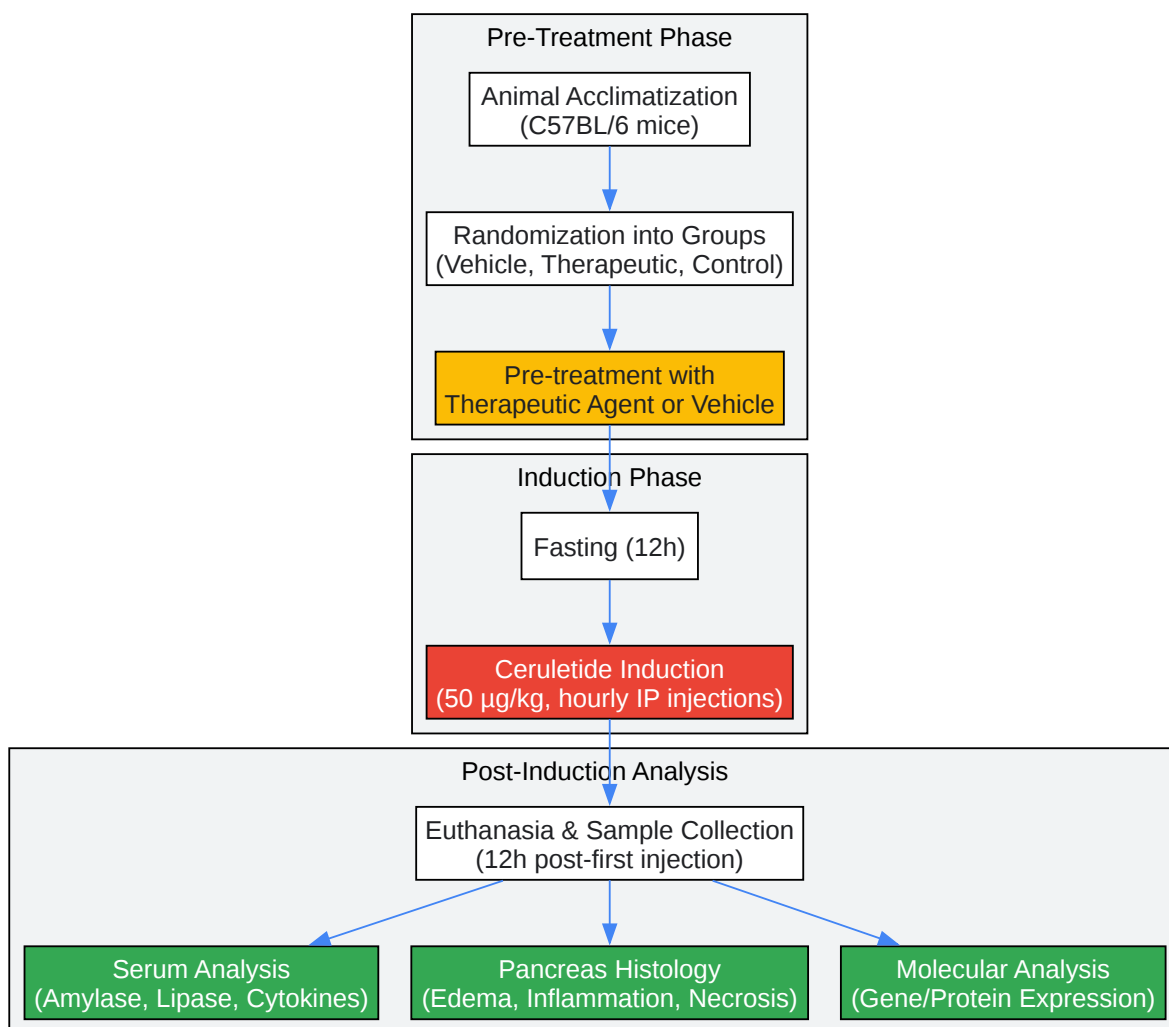 Pre-Treatment Phase
Animal Acclimatization
(C57BL/6 mice)
Randomization into Groups
(Vehicle, Therapeutic, Control)
Pre-treatment with
Therapeutic Agent or Vehicle
Induction Phase
Fasting (12h)
Ceruletide Induction
(50 µg/kg, hourly IP injections)
Post-Induction Analysis
Euthanasia & Sample Collection
(12h post-first injection)
Serum Analysis
(Amylase, Lipase, Cytokines)
Pancreas Histology
(Edema, Inflammation, Necrosis)
Molecular Analysis
(Gene/Protein Expression)